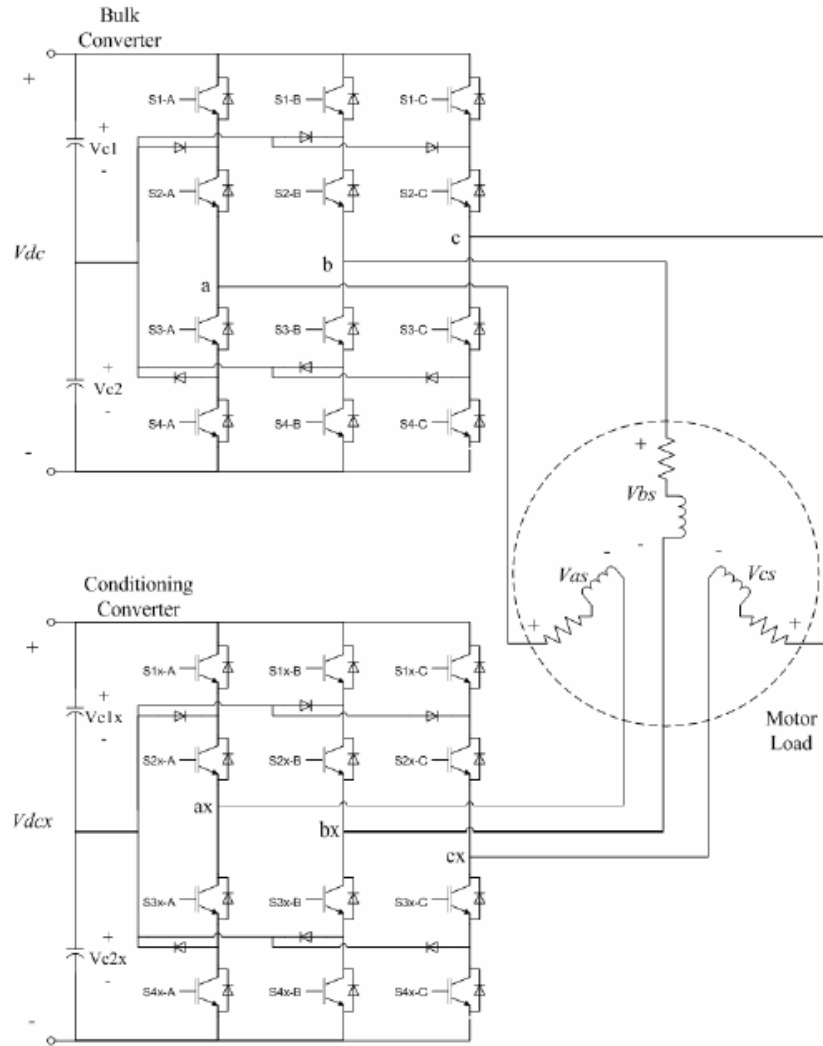 Bulk
Converter
+
S1-A
S1-B
S1-C
+
Vc1
-
S2-A
S2-B
S2-C
c
Vdc
b
a
S3-A
S3-B
S3-C
+
Vc2
-
S4-A
S4-B
S4-C
-
+
Vbs
-
Vas
-
-
Vcs
+
+
Motor
Load
Conditioning
Converter
+
S1x-A
S1x-B
S1x-C
+
Vc1x
-
S2x-A
S2x-B
S2x-C
ax
Vdcx
bx
cx
S3x-A
S3x-B
S3x-C
+
Vc2x
-
S4x-A
S4x-B
S4x-C
-